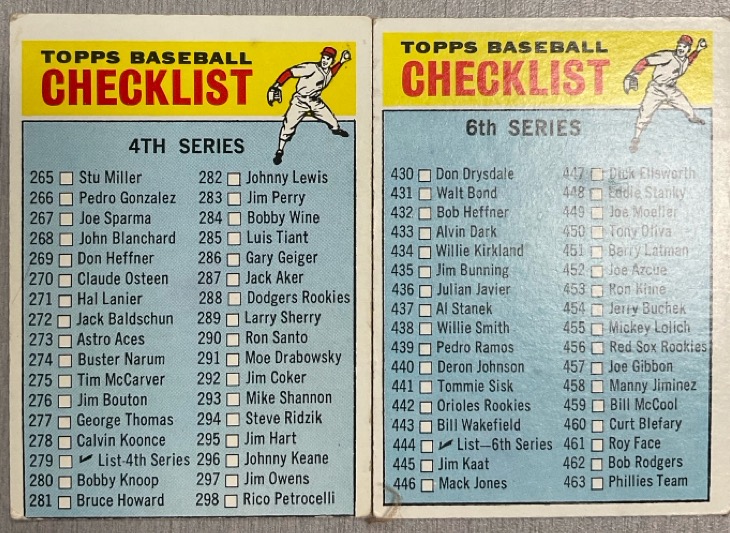 TOPPS BASEBALL
CHECKLIST
4TH SERIES
265 Stu Miller
266 Pedro Gonzalez
267 Joe Sparma
268 John Blanchard
269 Don Heffner
270 Claude Osteen
271 Hal Lanier
272 Jack Baldschun
273 Astro Aces
274 Buster Narum
275 Tim McCarver
276 Jim Bouton
277 George Thomas
278 Calvin Koonce
279 List-4th Series
280 Bobby Knoop
281 Bruce Howard
282 Johnny Lewis
283 Jim Perry
284 Bobby Wine
285 Luis Tiant
286 Gary Geiger
287 Jack Aker
288 Dodgers Rookies
289 Larry Sherry
290 Ron Santo
291 Moe Drabowsky
292 Jim Coker
293 Mike Shannon
294 Steve Ridzik
295 Jim Hart
296 Johnny Keane
297 Jim Owens
298 Rico Petrocelli
TOPPS BASEBALL
CHECKLIST
6th SERIES
430 Don Drysdale
431 Walt Bond
432 Bob Heffner
433 Alvin Dark
434 Willie Kirkland
435 Jim Bunning
436 Julian Javier
437 Al Stanek
438 Willie Smith
439 Pedro Ramos
440 Deron Johnson
441 Tommie Sisk
442 Orioles Rookies
443 Bill Wakefield
444 List—6th Series
445 Jim Kaat
446 Mack Jones
447 Dick Ellsworth
448 Eddie Stanky
449 Joe Moeller
450 Tony Oliva
451 Barry Latman
452 Joe Azcue
453 Ron Kline
454 Jerry Buchek
455 Mickey Lolich
456 Red Sox Rookies
457 Joe Gibbon
458 Manny Jiminez
459 Bill McCool
460 Curt Blefary
461 Roy Face
462 Bob Rodgers
463 Phillies Team